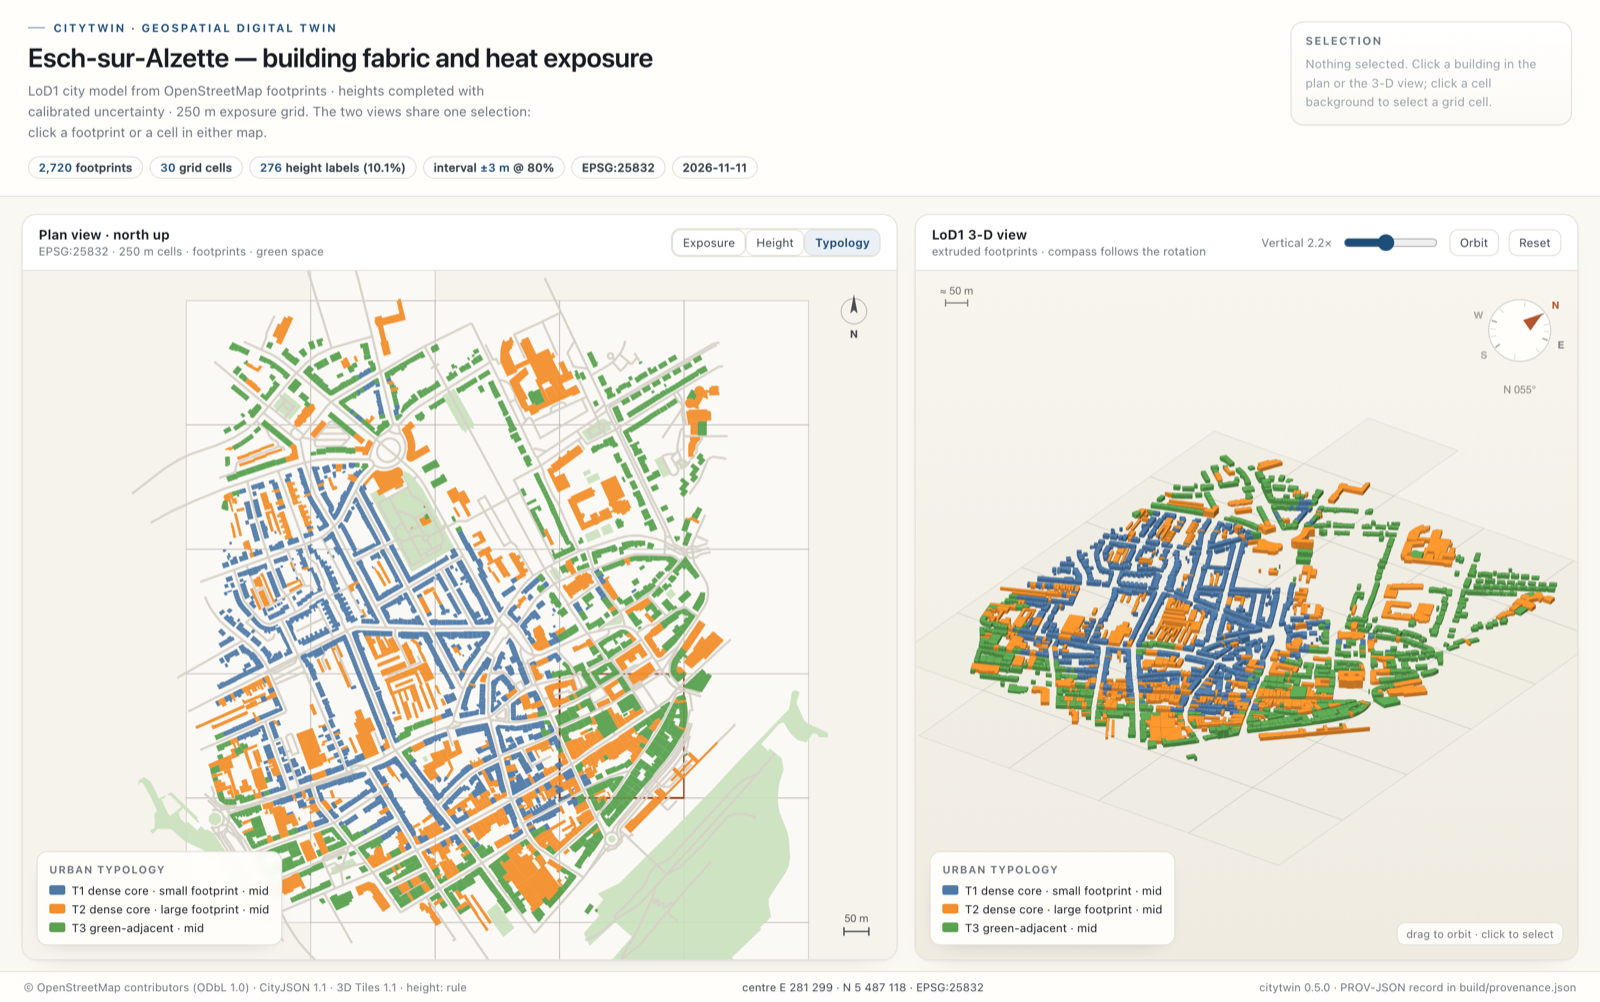 CITYTWIN · GEOSPATIAL DIGITAL TWIN
Esch-sur-Alzette — building fabric and heat exposure
LoD1 city model from OpenStreetMap footprints · heights completed with
calibrated uncertainty · 250 m exposure grid. The two views share one selection:
click a footprint or a cell in either map.
2,720 footprints
30 grid cells
276 height labels (10.1%)
interval ±3 m @ 80%
EPSG:25832
2026-11-11
SELECTION
Nothing selected. Click a building in the
plan or the 3-D view; click a cell
background to select a grid cell.
Plan view · north up
EPSG:25832 · 250 m cells · footprints · green space
Exposure
Height
Typology
N
50 m
URBAN TYPOLOGY
T1 dense core · small footprint · mid
T2 dense core · large footprint · mid
T3 green-adjacent · mid
LoD1 3-D view
extruded footprints · compass follows the rotation
Vertical 2.2×
Orbit
Reset
≈ 50 m
N
W
E
S
N 055°
URBAN TYPOLOGY
T1 dense core · small footprint · mid
T2 dense core · large footprint · mid
T3 green-adjacent · mid
drag to orbit · click to select
© OpenStreetMap contributors (ODbL 1.0) · CityJSON 1.1 · 3D Tiles 1.1 · height: rule
centre E 281 299 · N 5 487 118 · EPSG:25832
citytwin 0.5.0 · PROV-JSON record in build/provenance.json